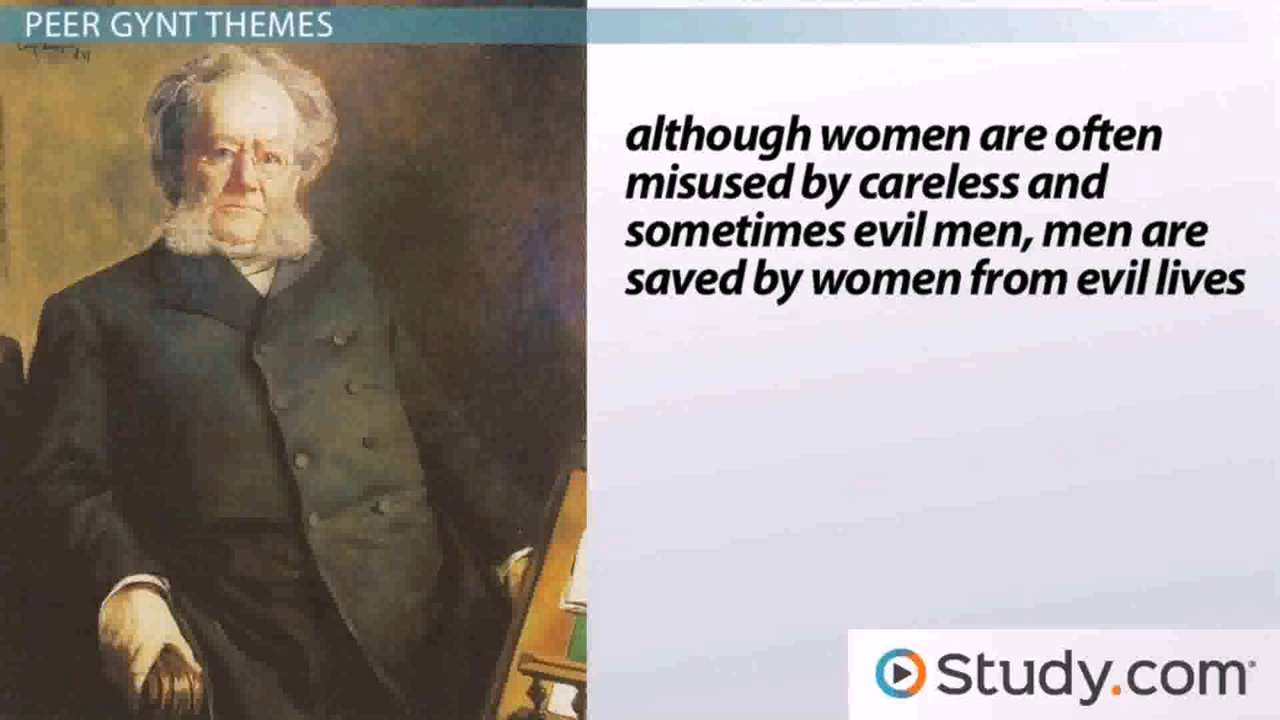 PEER GYNT THEMES
although women are often
misused by careless and
sometimes evil men, men are
saved by women from evil lives
Study.com